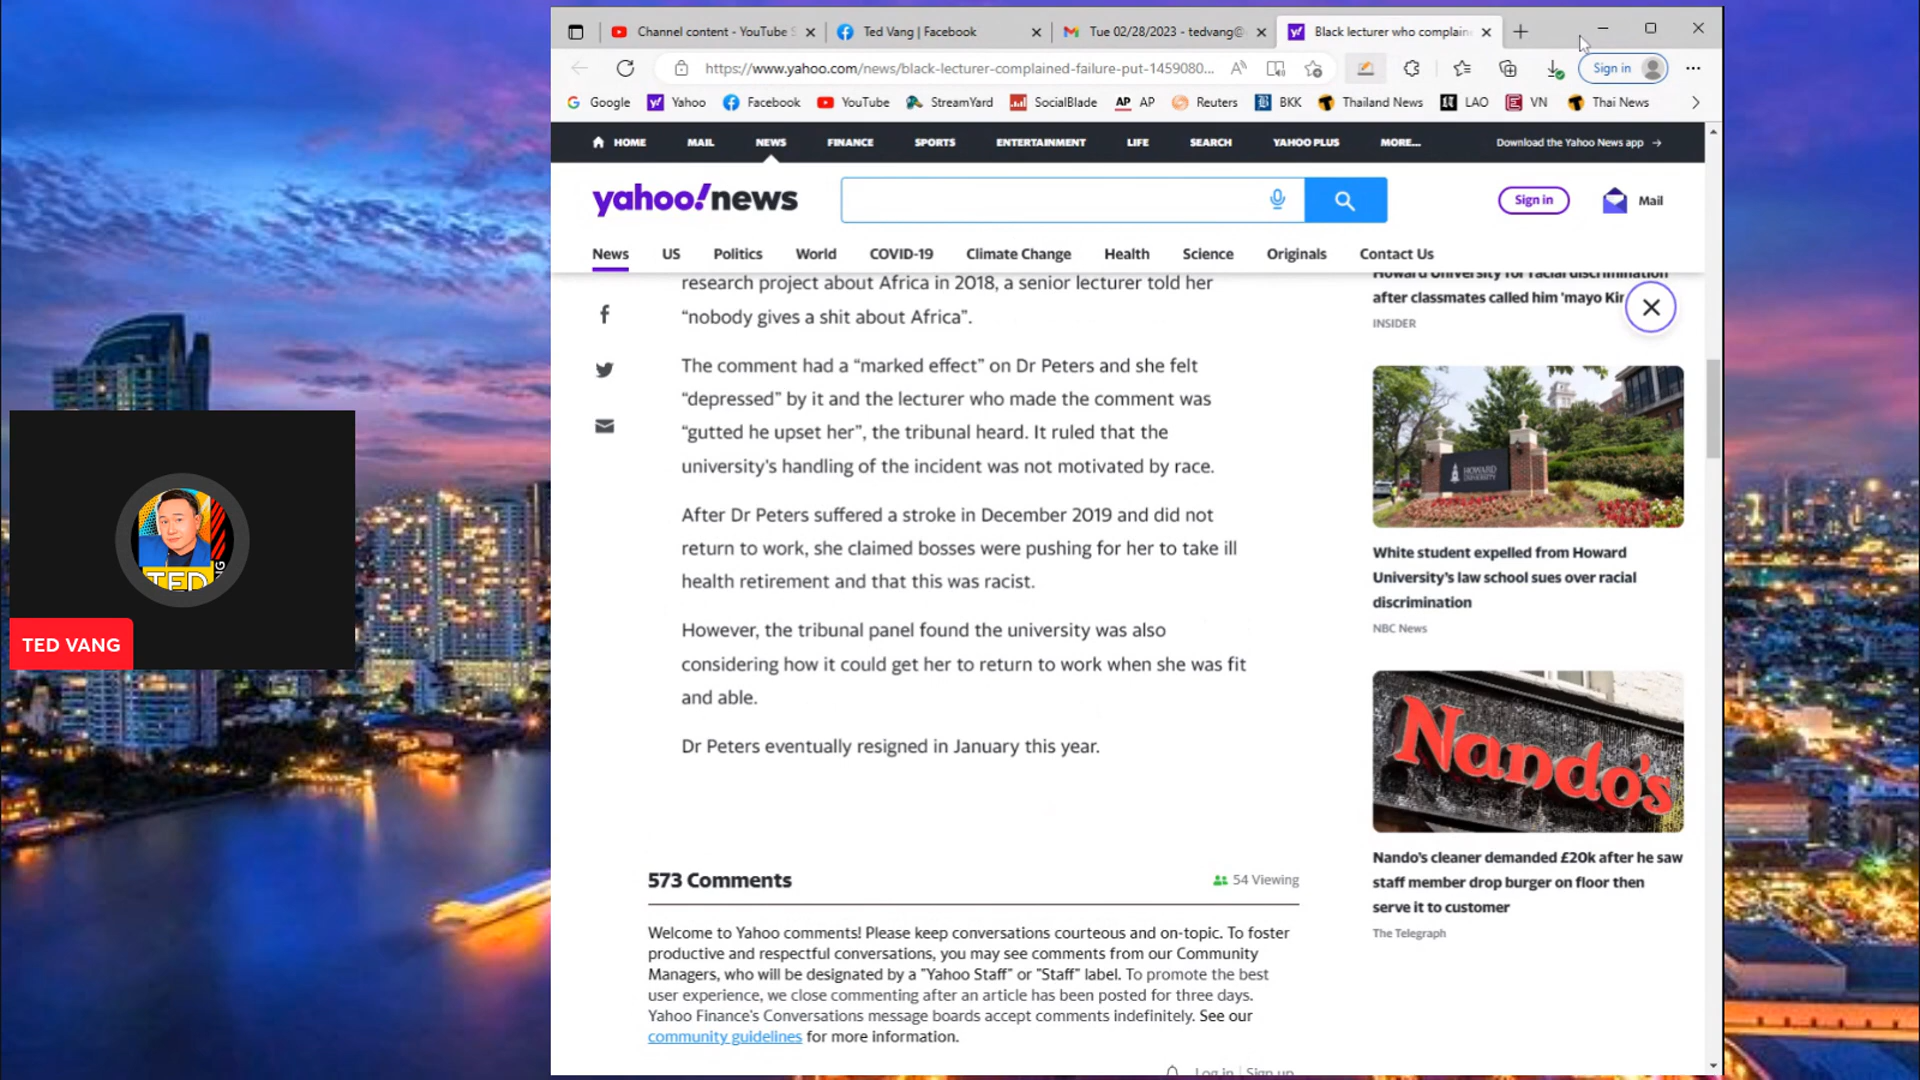 Channel content - YouTube S
Ted Vang | Facebook
Tue 02/28/2023 - tedvang@
Black lecturer who complain
https://www.yahoo.com/news/black-lecturer-complained-failure-put-1459080...
Sign in
Google
Yahoo
Facebook
YouTube
StreamYard
SocialBlade
AP AP
Reuters
BKK
Thailand News
LAO
VN
Thai News
HOME
MAIL
NEWS
FINANCE
SPORTS
ENTERTAINMENT
LIFE
SEARCH
YAHOO PLUS
MORE...
Download the Yahoo News app →
yahoo!news
Sign in
Mail
News
US
Politics
World
COVID-19
Climate Change
Health
Science
Originals
Contact Us
research project about Africa in 2018, a senior lecturer told her
“nobody gives a shit about Africa”.
The comment had a “marked effect” on Dr Peters and she felt
“depressed” by it and the lecturer who made the comment was
“gutted he upset her”, the tribunal heard. It ruled that the
university’s handling of the incident was not motivated by race.
After Dr Peters suffered a stroke in December 2019 and did not
return to work, she claimed bosses were pushing for her to take ill
health retirement and that this was racist.
However, the tribunal panel found the university was also
considering how it could get her to return to work when she was fit
and able.
Dr Peters eventually resigned in January this year.
573 Comments
54 Viewing
Welcome to Yahoo comments! Please keep conversations courteous and on-topic. To foster
productive and respectful conversations, you may see comments from our Community
Managers, who will be designated by a "Yahoo Staff" or "Staff" label. To promote the best
user experience, we close commenting after an article has been posted for three days.
Yahoo Finance's Conversations message boards accept comments indefinitely. See our
community guidelines for more information.
Log in | Sign up
Howard University for racial discrimination
after classmates called him 'mayo Kin
INSIDER
HOWARD
UNIVERSITY
White student expelled from Howard
University’s law school sues over racial
discrimination
NBC News
Nando's
Nando’s cleaner demanded £20k after he saw
staff member drop burger on floor then
serve it to customer
The Telegraph
TED
NG
TED VANG